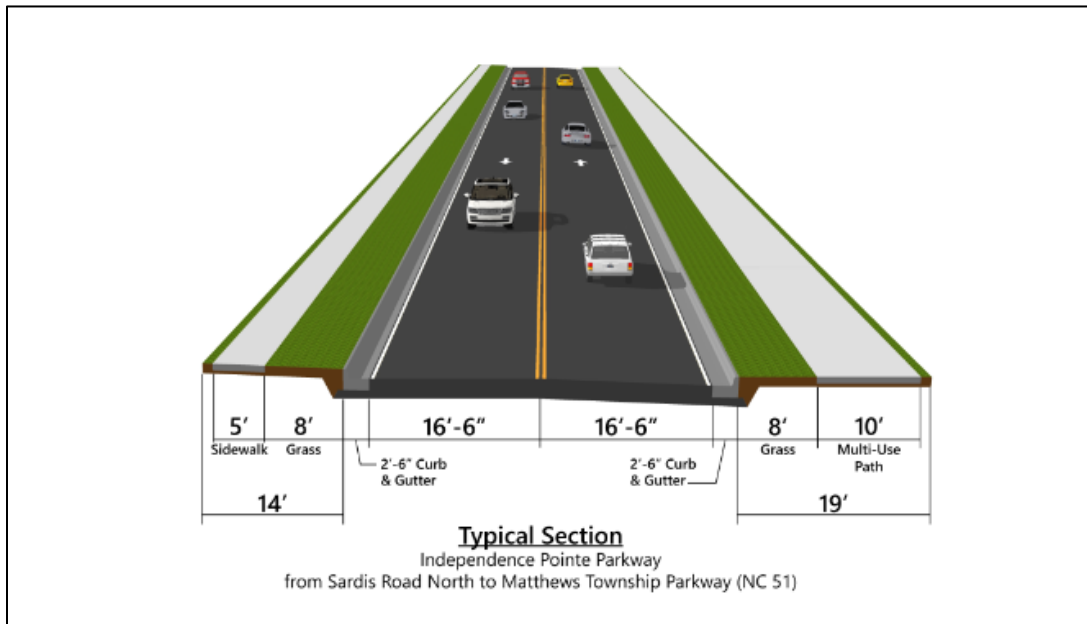 5’ 8’ 16’-6” 16’-6” 8’ 10’
Sidewalk Grass Grass Multi-Use
Path
2’-6” Curb
& Gutter
2’-6” Curb
& Gutter
14’ 19’
Typical Section
Independence Pointe Parkway
from Sardis Road North to Matthews Township Parkway (NC 51)